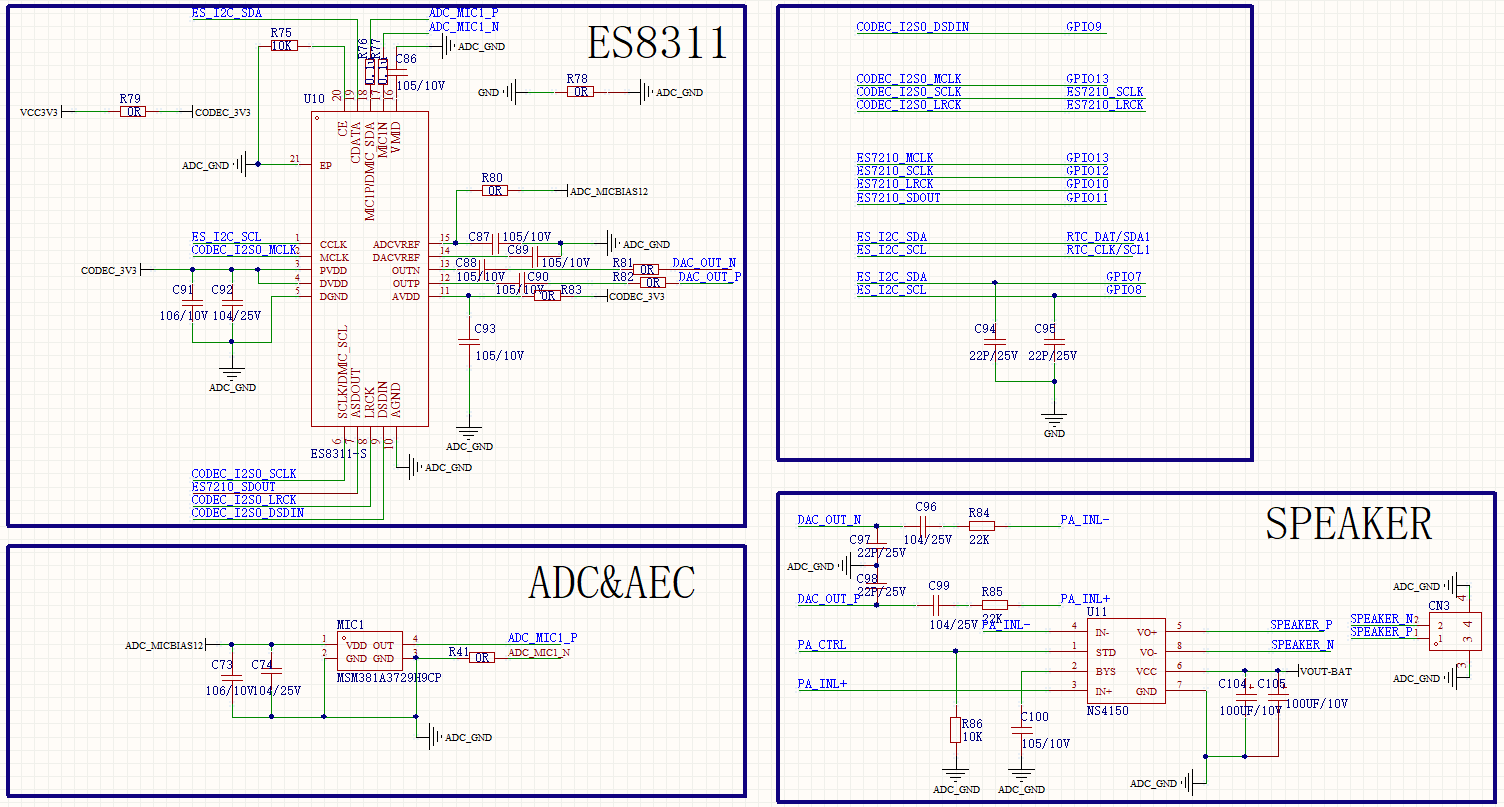 ES_I2C_SDA
ADC_MIC1_P
ADC_MIC1_N
ES8311
R75
10K
R76
R77
ADC_GND
C86
105/10V
GND
R78
0R
ADC_GND
U10
20
19
18
17
16
VCC3V3
R79
0R
CODEC_3V3
CE
CDATA
MIC1P/DMIC_SDA
MIC1N
VMID
ADC_GND
21
EP
R80
0R
ADC_MICBIAS12
ES_I2C_SCL
1
CCLK
CODEC_I2S0_MCLK
2
MCLK
CODEC_3V3
3
PVDD
4
DVDD
5
DGND
ADCVREF
15
DACVREF
14
OUTN
13
OUTP
12
AVDD
11
C87
105/10V
ADC_GND
C89
105/10V
C88
105/10V
R81
0R
DAC_OUT_N
C90
105/10V
R82
0R
DAC_OUT_P
0R
R83
CODEC_3V3
C91
106/10V
C92
104/25V
ADC_GND
C93
105/10V
ADC_GND
SCLK/DMIC_SCL
ASDOUT
LRCK
DSDIN
AGND
6
7
8
9
10
ES8311-S
ADC_GND
CODEC_I2S0_SCLK
ES7210_SDOUT
CODEC_I2S0_LRCK
CODEC_I2S0_DSDIN
CODEC_I2S0_DSDIN GPIO9
CODEC_I2S0_MCLK GPIO13
CODEC_I2S0_SCLK ES7210_SCLK
CODEC_I2S0_LRCK ES7210_LRCK
ES7210_MCLK GPIO13
ES7210_SCLK GPIO12
ES7210_LRCK GPIO10
ES7210_SDOUT GPIO11
ES_I2C_SDA RTC_DAT/SDA1
ES_I2C_SCL RTC_CLK/SCL1
ES_I2C_SDA GPIO7
ES_I2C_SCL GPIO8
C94
22P/25V
C95
22P/25V
GND
ADC&AEC
MIC1
ADC_MICBIAS12
1
VDD OUT
4
ADC_MIC1_P
2
GND GND
3
R41
0R
ADC_MIC1_N
MSM381A3729H9CP
C73
106/10V
C74
104/25V
ADC_GND
SPEAKER
DAC_OUT_N
C96
104/25V
R84
22K
PA_INL-
C97
22P/25V
ADC_GND
C98
22P/25V
DAC_OUT_P
C99
104/25V
R85
22K
PA_INL+
U11
PA_INL-
4
IN-
VO+
5
SPEAKER_P
PA_CTRL
1
STD
VO-
8
SPEAKER_N
2
BYS
VCC
6
VOUT-BAT
PA_INL+
3
IN+
GND
7
NS4150
R86
10K
ADC_GND
C100
105/10V
ADC_GND
C104
100UF/10V
C105
100UF/10V
ADC_GND
ADC_GND
4
CN3
SPEAKER_N
2
2
4
SPEAKER_P
1
1
3
3
ADC_GND